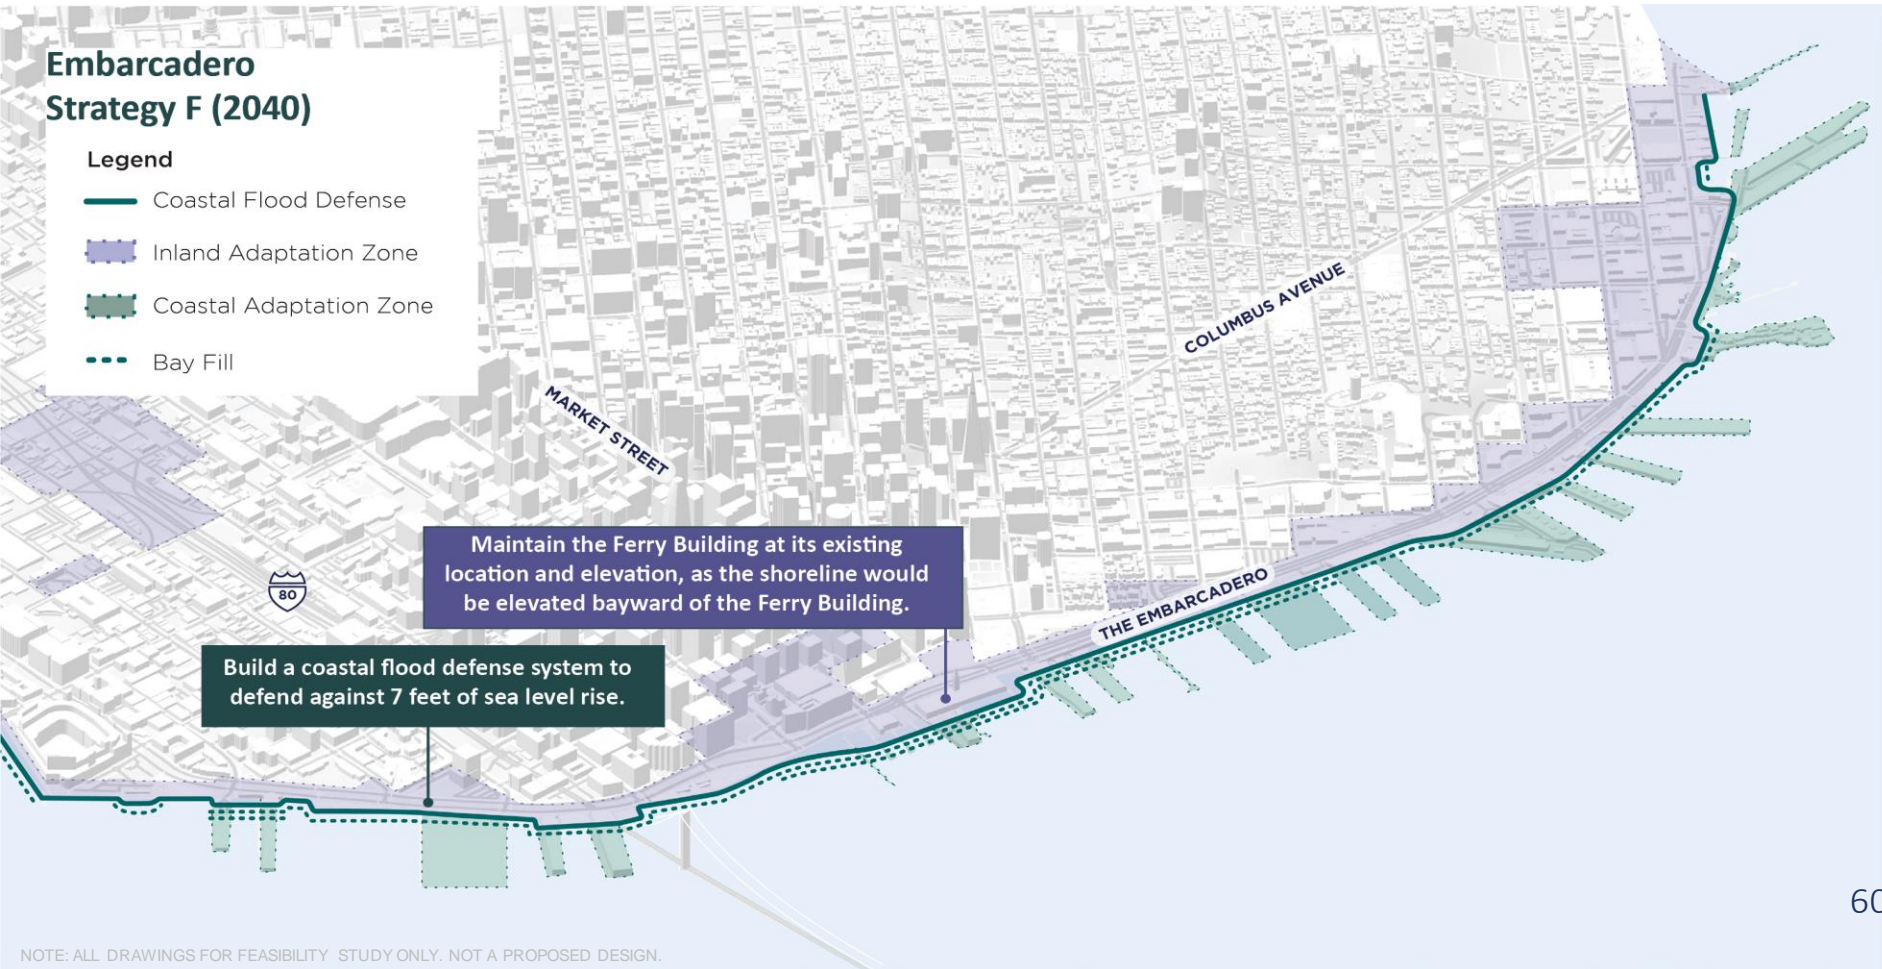 Embarcadero
Strategy F (2040)
Legend
Coastal Flood Defense
Inland Adaptation Zone
Coastal Adaptation Zone
Bay Fill
COLUMBUS AVENUE
MARKET STREET
Maintain the Ferry Building at its existing
location and elevation, as the shoreline would
be elevated bayward of the Ferry Building.
80
THE EMBARCADERO
Build a coastal flood defense system to
defend against 7 feet of sea level rise.
60
NOTE: ALL DRAWINGS FOR FEASIBILITY STUDY ONLY. NOT A PROPOSED DESIGN.